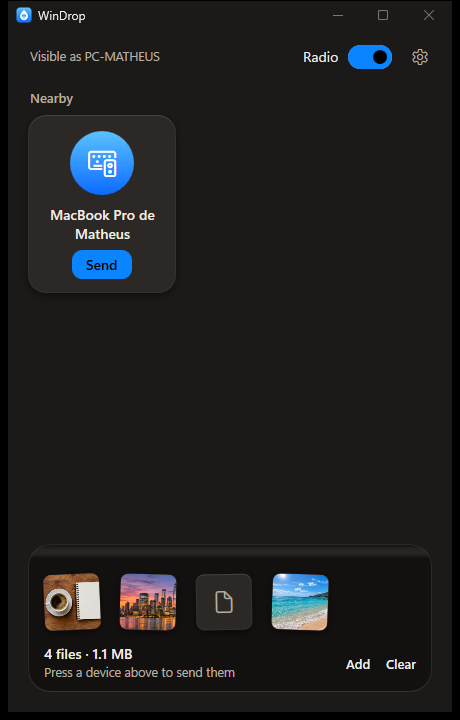 WinDrop
Visible as PC-MATHEUS
Radio
Nearby
MacBook Pro de
Matheus
Send
4 files · 1.1 MB
Press a device above to send them
Add
Clear